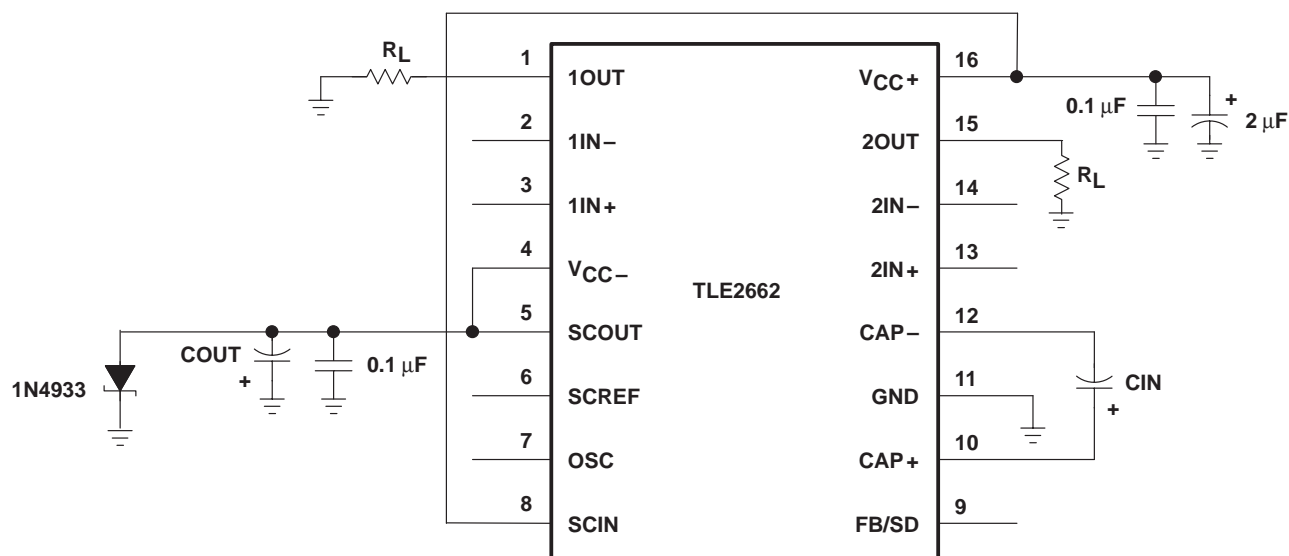 RL
1
2
3
4
5
6
7
8
1OUT
1IN−
1IN+
VCC−
SCOUT
SCREF
OSC
SCIN
TLE2662
VCC+
2OUT
2IN−
2IN+
CAP−
GND
CAP+
FB/SD
16
15
14
13
12
11
10
9
0.1 μF
+
2 μF
RL
CIN
+
COUT
+
0.1 μF
1N4933